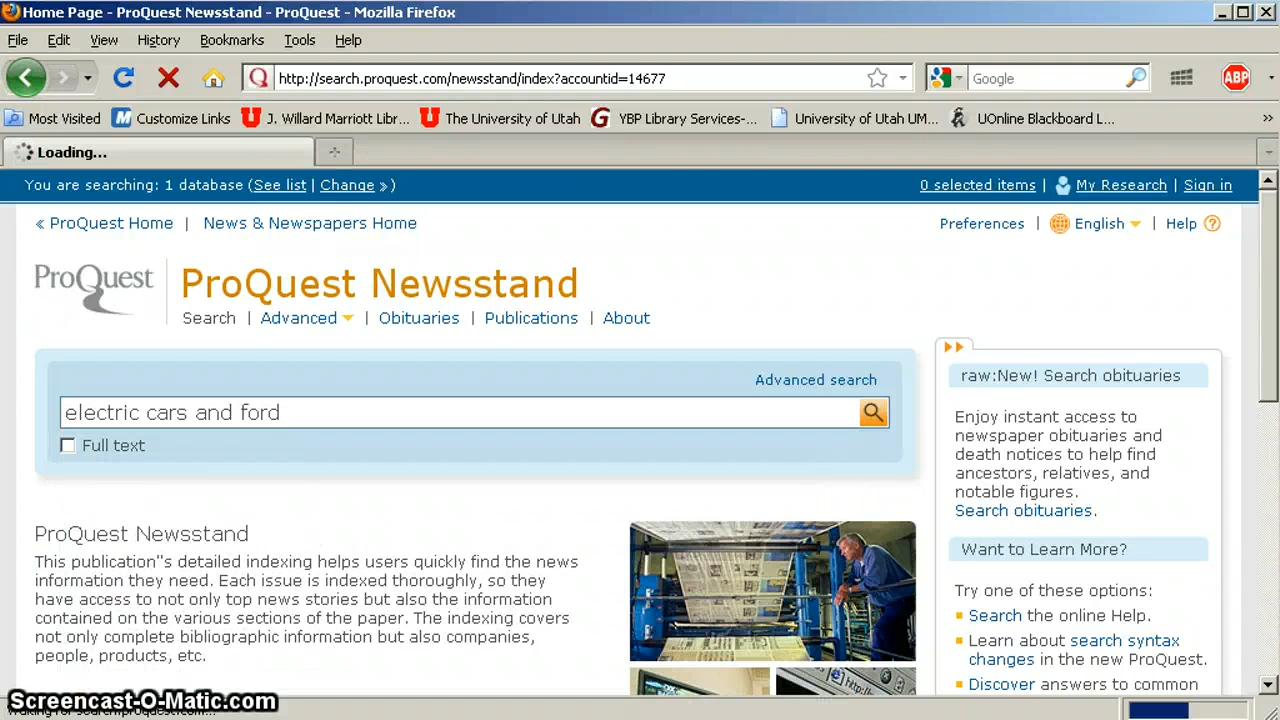 Home Page - ProQuest Newsstand - ProQuest - Mozilla Firefox
File Edit View History Bookmarks Tools Help
http://search.proquest.com/newsstand/index?accountid=14677 Google ABP
Most Visited Customize Links J. Willard Marriott Libr... The University of Utah YBP Library Services-... University of Utah UM... UOnline Blackboard L... »
Loading...
You are searching: 1 database (See list | Change ») 0 selected items | My Research | Sign in
« ProQuest Home | News & Newspapers Home Preferences | English | Help ?
ProQuest
ProQuest Newsstand
Search | Advanced | Obituaries | Publications | About
Advanced search
electric cars and ford
Full text
ProQuest Newsstand
This publication"s detailed indexing helps users quickly find the news
information they need. Each issue is indexed thoroughly, so they
have access to not only top news stories but also the information
contained on the various sections of the paper. The indexing covers
not only complete bibliographic information but also companies,
people, products, etc.
raw:New! Search obituaries
Enjoy instant access to
newspaper obituaries and
death notices to help find
ancestors, relatives, and
notable figures.
Search obituaries.
Want to Learn More?
Try one of these options:
Search the online Help.
Learn about search syntax
changes in the new ProQuest.
Discover answers to common
http://
Screencast-O-Matic.com